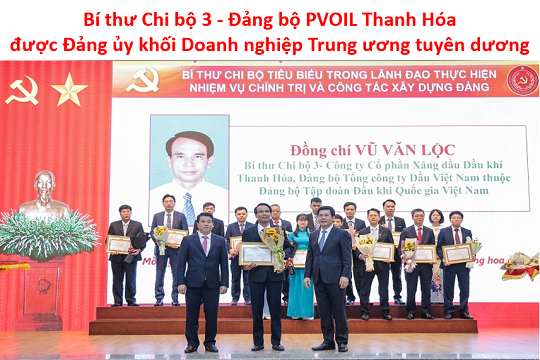 Bí thư Chi bộ 3 - Đảng bộ PVOIL Thanh Hóa
được Đảng ủy khối Doanh nghiệp Trung ương tuyên dương
BÍ THƯ CHI BỘ TIÊU BIỂU TRONG LÃNH ĐẠO THỰC HIỆN
NHIỆM VỤ CHÍNH TRỊ VÀ CÔNG TÁC XÂY DỰNG ĐẢNG
Đồng chí VŨ VĂN LỘC
Bí thư Chi bộ 3- Công ty Cổ phần Xăng dầu Dầu khí
Thanh Hóa, Đảng bộ Tổng công ty Dầu Việt Nam thuộc
Đảng bộ Tập đoàn Dầu khí Quốc gia Việt Nam